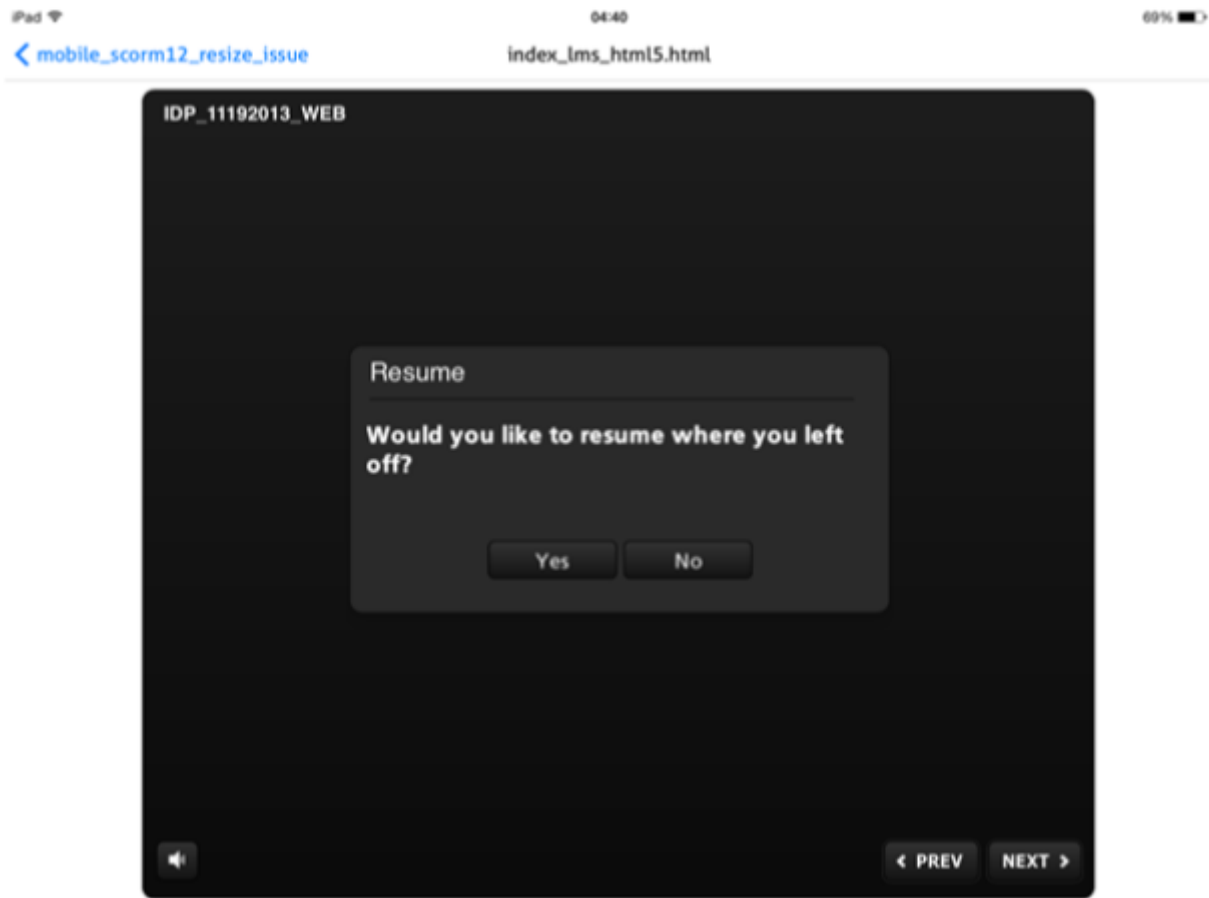 iPad 04:40 69%
mobile_scorm12_resize_issue index_lms_html5.html
IDP_11192013_WEB
Resume
Would you like to resume where you left
off?
Yes No
PREV NEXT